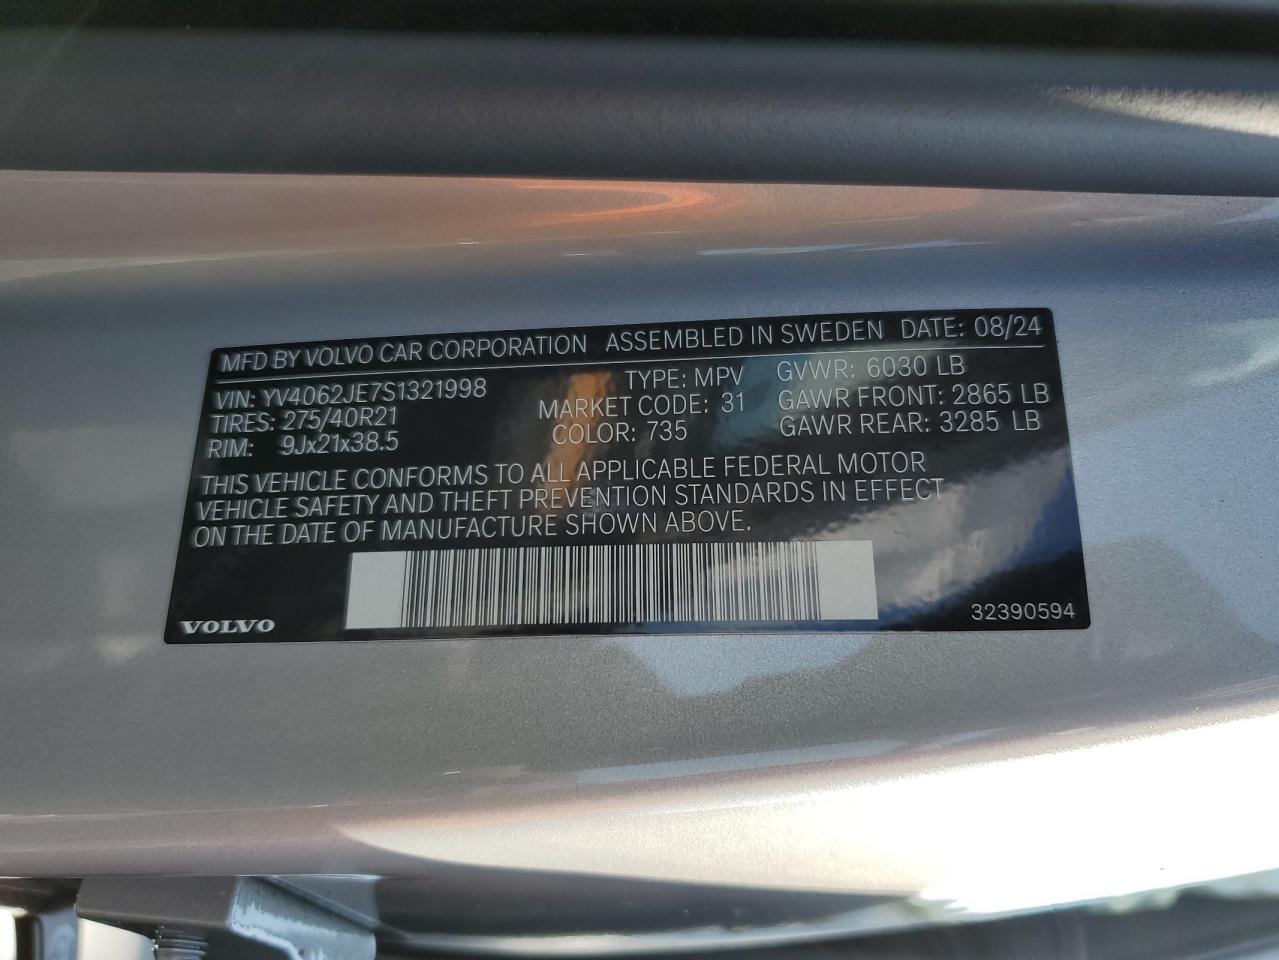 MFD BY VOLVO CAR CORPORATION ASSEMBLED IN SWEDEN DATE: 08/24
VIN: YV4062JE7S1321998 TYPE: MPV GVWR: 6030 LB
TIRES: 275/40R21 MARKET CODE: 31 GAWR FRONT: 2865 LB
RIM: 9Jx21x38.5 COLOR: 735 GAWR REAR: 3285 LB
THIS VEHICLE CONFORMS TO ALL APPLICABLE FEDERAL MOTOR
VEHICLE SAFETY AND THEFT PREVENTION STANDARDS IN EFFECT
ON THE DATE OF MANUFACTURE SHOWN ABOVE.
VOLVO 32390594